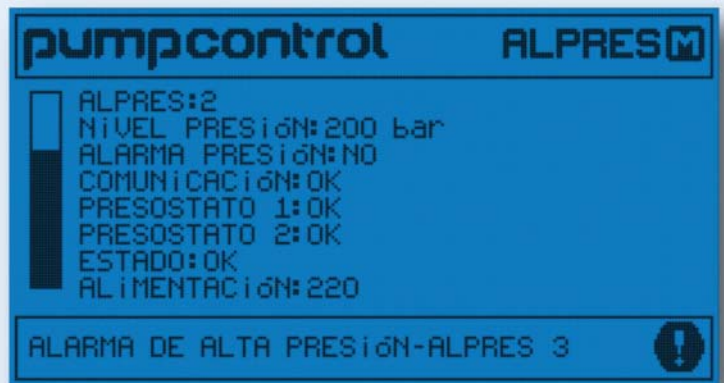 pumpcontrol ALPRES M
ALPRES:2
NiVEL PRESióN:200 bar
ALARMA PRESióN:NO
COMUNiCACióN:OK
PRESOSTATO 1:OK
PRESOSTATO 2:OK
ESTADO:OK
ALiMENTACióN:220
ALARMA DE ALTA PRESióN-ALPRES 3
!